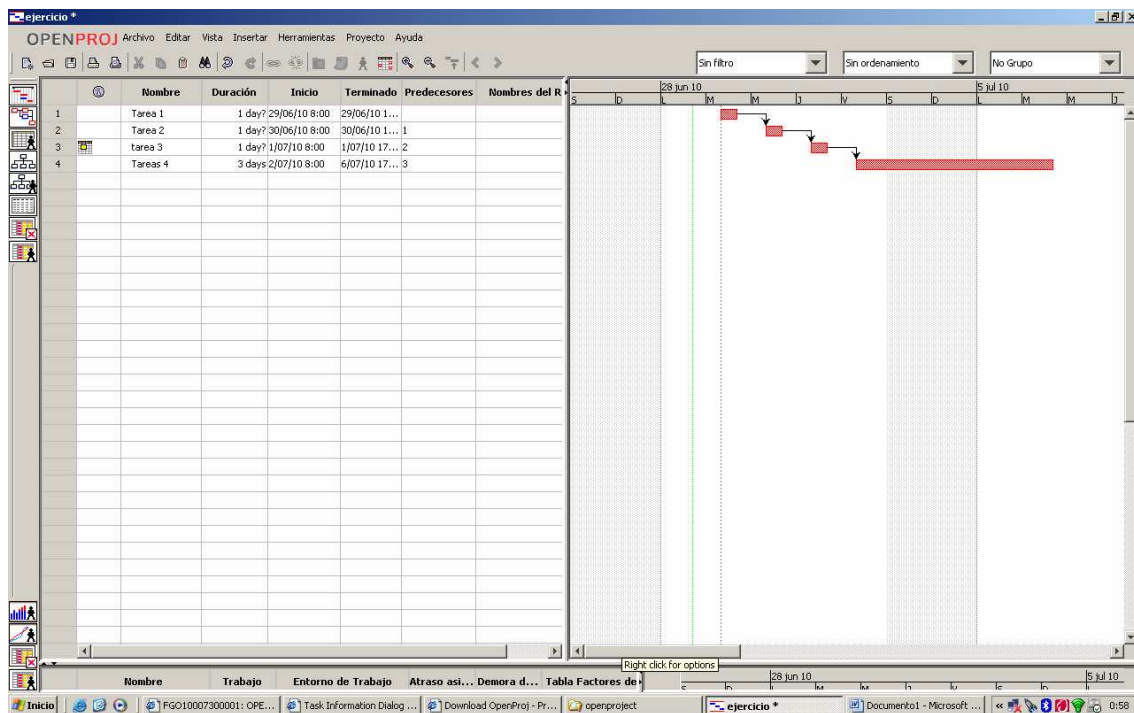 ejercicio *
OPENPROJ Archivo Editar Vista Insertar Herramientas Proyecto Ayuda
Sin filtro Sin ordenamiento No Grupo
Nombre Duración Inicio Terminado Predecesores Nombres del R
28 jun 10 5 jul 10
S D L M M J V S D L M M J
1 Tarea 1 1 day? 29/06/10 8:00 29/06/10 1...
2 Tarea 2 1 day? 30/06/10 8:00 30/06/10 1... 1
3 tarea 3 1 day? 1/07/10 8:00 1/07/10 17... 2
4 Tareas 4 3 days 2/07/10 8:00 6/07/10 17... 3
Right click for options
Nombre Trabajo Entorno de Trabajo Atraso asi... Demora d... Tabla Factores de
28 jun 10 5 jul 10
Inicio FGO10007300001: OPE... Task Information Dialog ... Download OpenProj - Pr... openproject ejercicio * Documento1 - Microsoft ... « 0:58